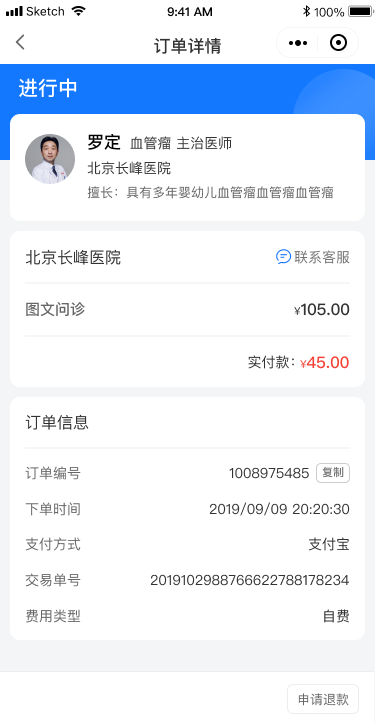 Sketch 9:41 AM 100%
订单详情
进行中
罗定 血管瘤 主治医师
北京长峰医院
擅长：具有多年婴幼儿血管瘤血管瘤血管瘤
北京长峰医院 联系客服
图文问诊 ¥105.00
实付款：¥45.00
订单信息
订单编号 1008975485 复制
下单时间 2019/09/09 20:20:30
支付方式 支付宝
交易单号 2019102988766622788178234
费用类型 自费
申请退款